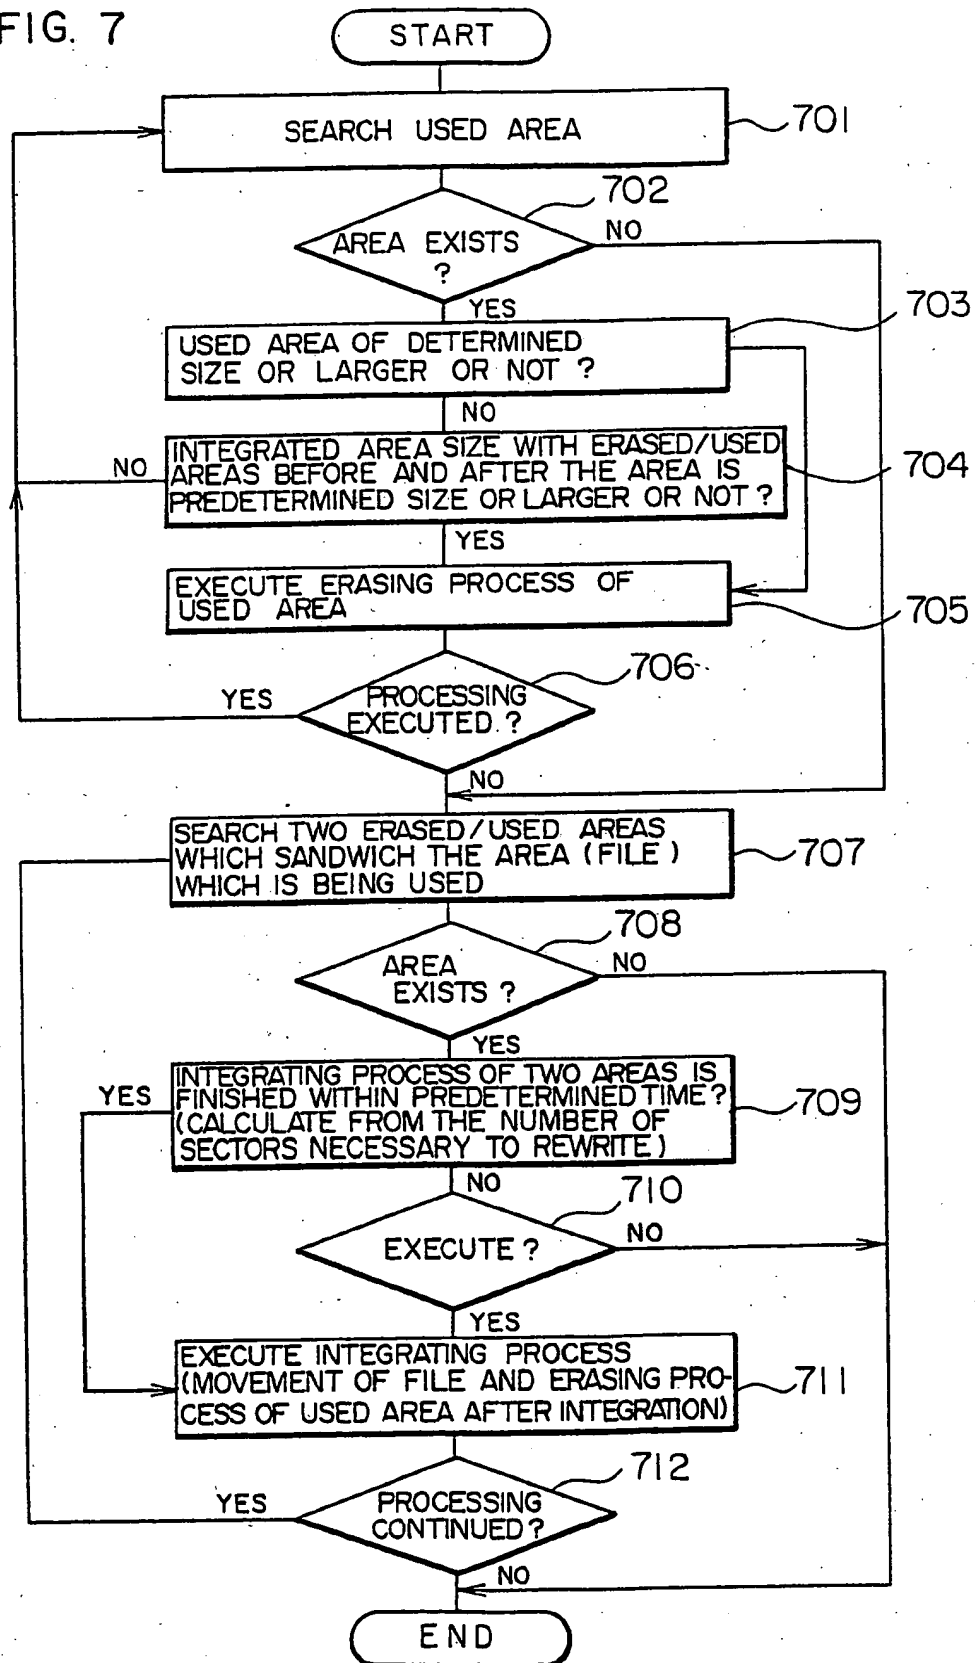 FIG. 7
START
SEARCH USED AREA
701
702
AREA EXISTS
?
NO
YES
703
USED AREA OF DETERMINED
SIZE OR LARGER OR NOT ?
NO
INTEGRATED AREA SIZE WITH ERASED/USED
AREAS BEFORE AND AFTER THE AREA IS
PREDETERMINED SIZE OR LARGER OR NOT ?
NO
704
YES
EXECUTE ERASING PROCESS OF
USED AREA
705
706
PROCESSING
EXECUTED ?
YES
NO
SEARCH TWO ERASED/USED AREAS
WHICH SANDWICH THE AREA (FILE)
WHICH IS BEING USED
707
708
AREA
EXISTS ?
NO
YES
INTEGRATING PROCESS OF TWO AREAS IS
FINISHED WITHIN PREDETERMINED TIME?
(CALCULATE FROM THE NUMBER OF
SECTORS NECESSARY TO REWRITE)
YES
709
NO
710
EXECUTE ?
NO
YES
EXECUTE INTEGRATING PROCESS
(MOVEMENT OF FILE AND ERASING PRO-
CESS OF USED AREA AFTER INTEGRATION)
711
712
PROCESSING
CONTINUED ?
YES
NO
END